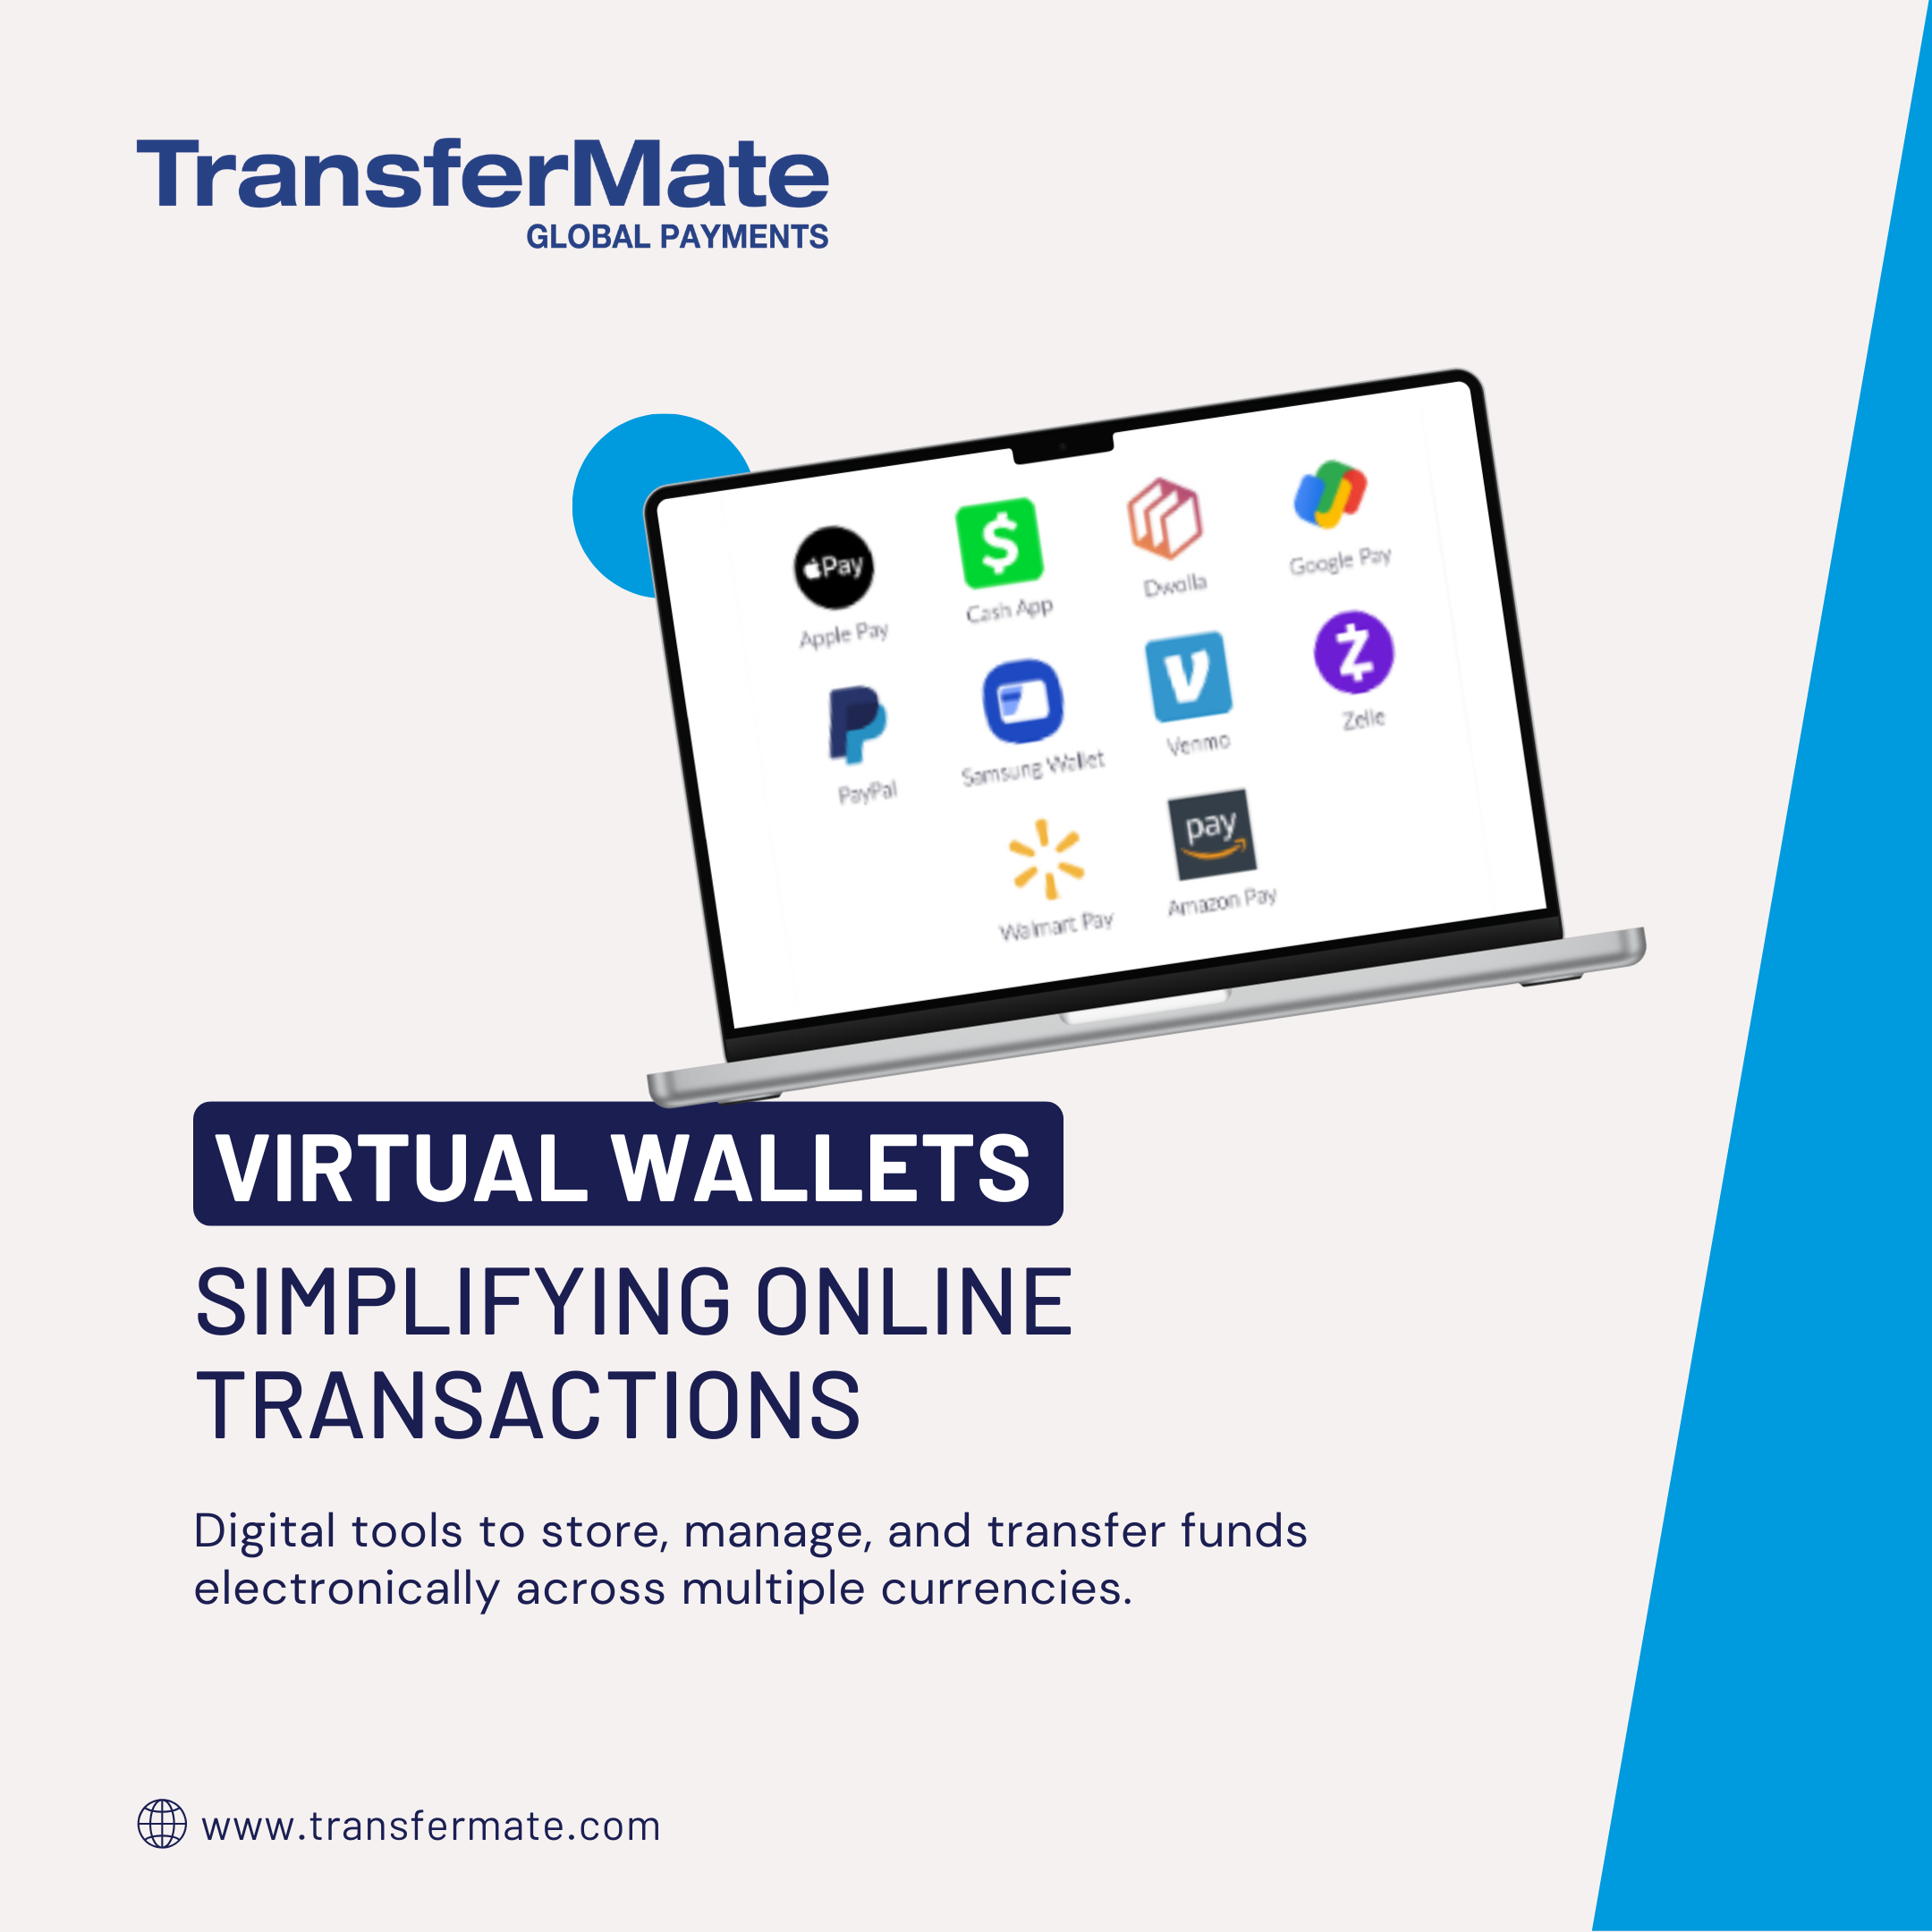 TransferMate
GLOBAL PAYMENTS
Pay
Apple Pay
$
Cash App
Dwolla
Google Pay
PayPal
Samsung Wallet
V
Venmo
Z
Zelle
Walmart Pay
pay
Amazon Pay
VIRTUAL WALLETS
SIMPLIFYING ONLINE
TRANSACTIONS
Digital tools to store, manage, and transfer funds
electronically across multiple currencies.
www.transfermate.com